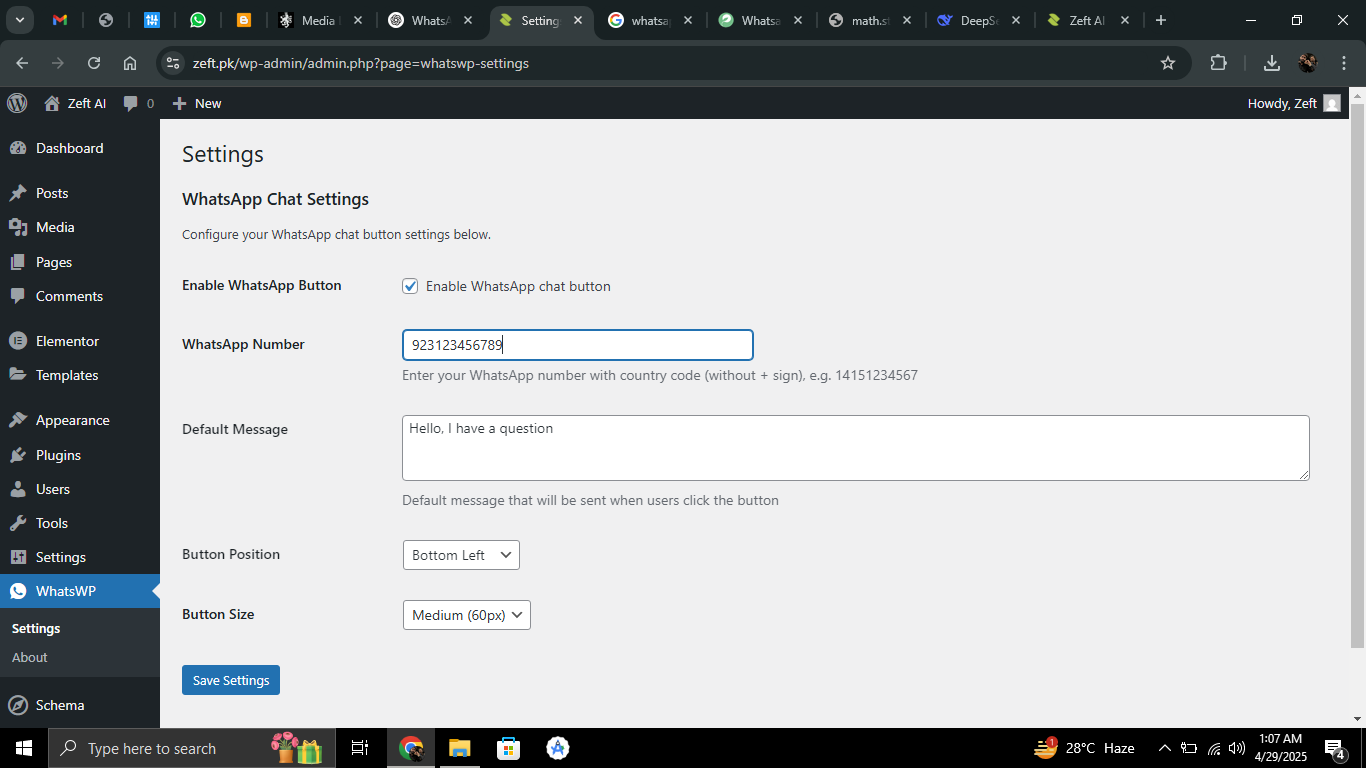 Media
WhatsA
Setting
whatsap
Whatsa
math.s
DeepSe
Zeft AI
zeft.pk/wp-admin/admin.php?page=whatswp-settings
Zeft AI
0
New
Howdy, Zeft
Dashboard
Posts
Media
Pages
Comments
Elementor
Templates
Appearance
Plugins
Users
Tools
Settings
WhatsWP
Settings
About
Schema
Settings
WhatsApp Chat Settings
Configure your WhatsApp chat button settings below.
Enable WhatsApp Button
Enable WhatsApp chat button
WhatsApp Number
923123456789
Enter your WhatsApp number with country code (without + sign), e.g. 14151234567
Default Message
Hello, I have a question
Default message that will be sent when users click the button
Button Position
Bottom Left
Button Size
Medium (60px)
Save Settings
Type here to search
1
28°C Haze
1:07 AM
4/29/2025
4